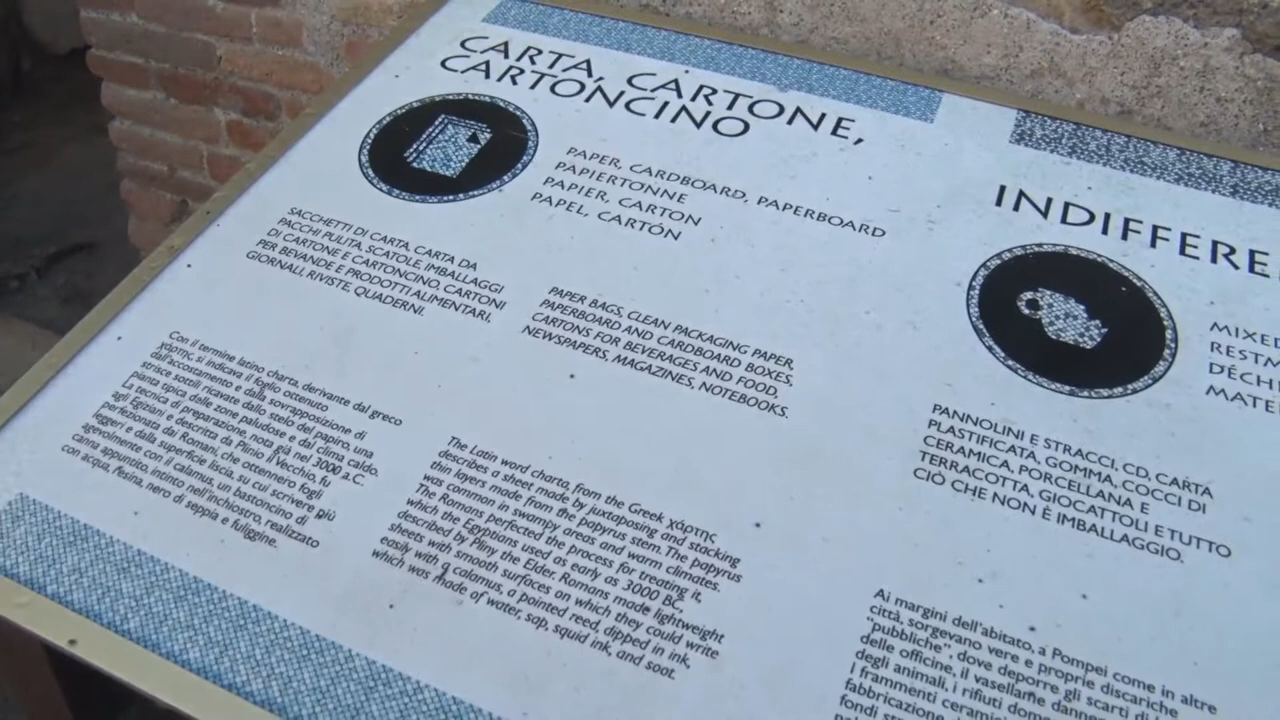 CARTA, CARTONE,
CARTONCINO
PAPER, CARDBOARD, PAPERBOARD
PAPIERTONNE
PAPIER, CARTON
PAPEL, CARTÓN
SACCHETTI DI CARTA, CARTA DA
PACCHI PULITA, SCATOLE, IMBALLAGGI
DI CARTONE E CARTONCINO, CARTONI
PER BEVANDE E PRODOTTI ALIMENTARI,
GIORNALI, RIVISTE, QUADERNI.
PAPER BAGS, CLEAN PACKAGING PAPER,
PAPERBOARD AND CARDBOARD BOXES,
CARTONS FOR BEVERAGES AND FOOD,
NEWSPAPERS, MAGAZINES, NOTEBOOKS.
Con il termine latino charta, derivante dal greco
χάρτης, si indicava il foglio ottenuto
dall'accostamento e dalla sovrapposizione di
strisce sottili ricavate dallo stelo del papiro, una
pianta tipica delle zone paludose e dal clima caldo.
La tecnica di preparazione, nota già nel 3000 a.C.
agli Egiziani e descritta da Plinio il Vecchio, fu
perfezionata dai Romani, che ottennero fogli
leggeri e dalla superficie liscia, su cui scrivere più
agevolmente con il calamus, un bastoncino di
canna appuntito, intinto nell'inchiostro, realizzato
con acqua, resina, nero di seppia e fuliggine.
The Latin word charta, from the Greek χάρτης
describes a sheet made by juxtaposing and stacking
thin layers made from the papyrus stem. The papyrus
was common in swampy areas and warm climates.
The Romans perfected the process for treating it,
which the Egyptians used as early as 3000 BC,
described by Pliny the Elder. Romans made lightweight
sheets with smooth surfaces on which they could write
easily with a calamus, a pointed reed, dipped in ink,
which was made of water, sap, squid ink, and soot.
INDIFFERE
MIXED
RESTM
DÉCHE
MATE
PANNOLINI E STRACCI, CD, CARTA
PLASTIFICATA, GOMMA, COCCI DI
CERAMICA, PORCELLANA E
TERRACOTTA, GIOCATTOLI E TUTTO
CIÒ CHE NON È IMBALLAGGIO.
Ai margini dell'abitato, a Pompei come in altre
città, sorgevano vere e proprie discariche
"pubbliche", dove deporre gli scarti di
delle officine, il vasellame danne
degli animali, i rifiuti dome
I frammenti ceramici
fabbricazione,
fondi str